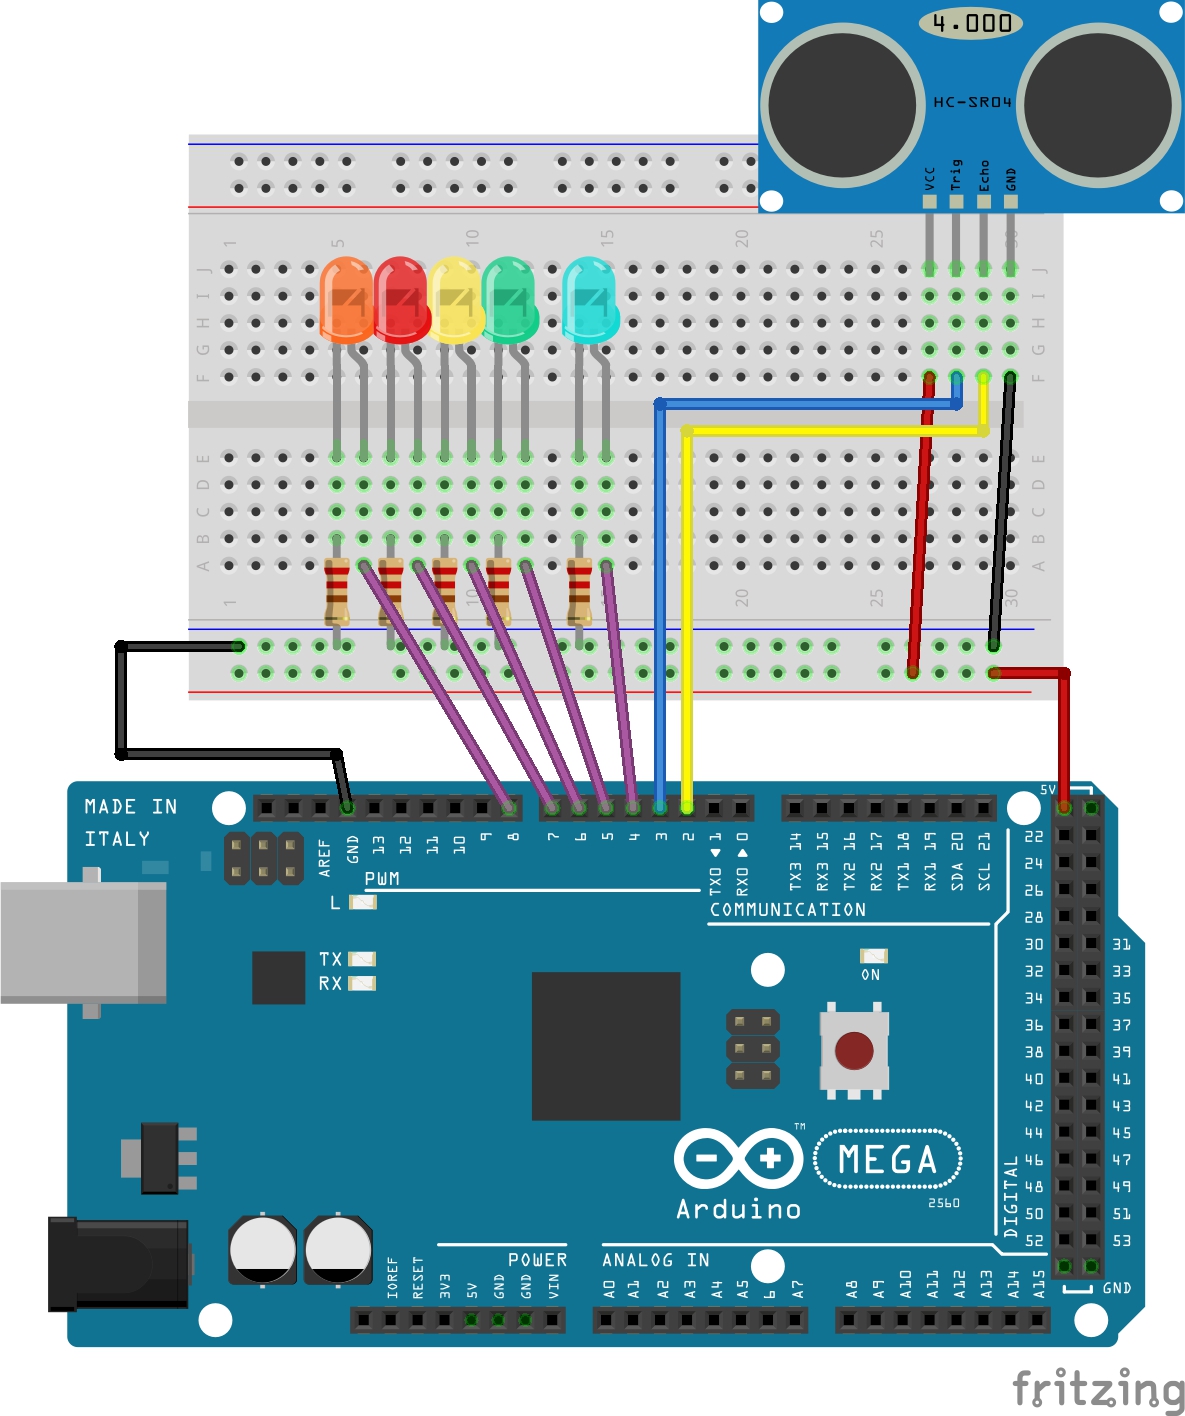 4.000
HC-SR04
VCC Trig Echo GND
1 5 10 15 20 25 30
J J
I I
H H
G G
F F
E E
D D
C C
B B
A A
1 10 20 25 30
MADE IN
ITALY
5V
AREF GND 13 12 11 10 9 8 7 6 5 4 3 2 TX0 1 RX0 0
TX3 14 RX3 15 TX2 16 RX2 17 TX1 18 RX1 19 SDA 20 SCL 21
PWM
COMMUNICATION
L
TX
RX
ON
22
24
26
28
30 31
32 33
34 35
36 37
38 39
40 41
42 43
44 45
46 47
48 49
50 51
52 53
DIGITAL
GND
TM
MEGA
2560
Arduino
POWER
ANALOG IN
IOREF RESET 3V3 5V GND GND VIN
A0 A1 A2 A3 A4 A5 6 A7
A8 A9 A10 A11 A12 A13 A14 A15
fritzing